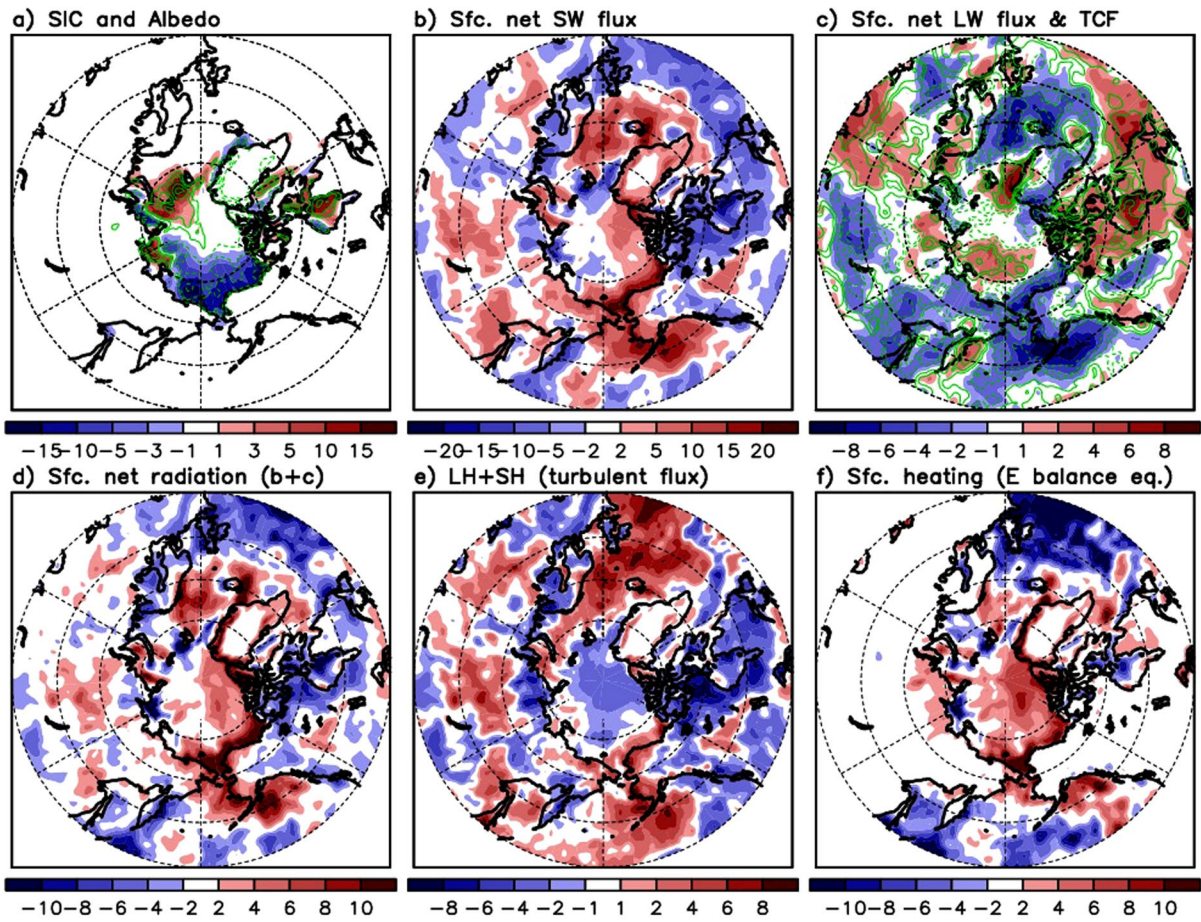 a) SIC and Albedo
b) Sfc. net SW flux
c) Sfc. net LW flux & TCF
−15 −10 −5 −3 −1 1 3 5 10 15
−20 −15 −10 −5 −2 2 5 10 15 20
−8 −6 −4 −2 −1 1 2 4 6 8
d) Sfc. net radiation (b+c)
e) LH+SH (turbulent flux)
f) Sfc. heating (E balance eq.)
−10 −8 −6 −4 −2 2 4 6 8 10
−8 −6 −4 −2 −1 1 2 4 6 8
−10 −8 −6 −4 −2 2 4 6 8 10